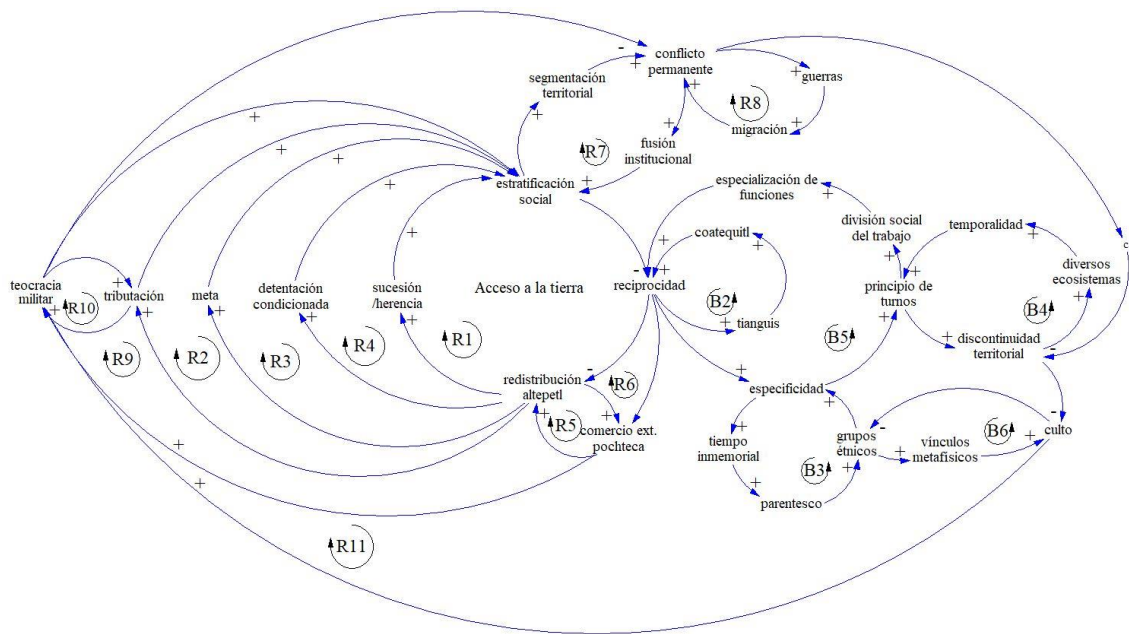 conflicto
permanente
-
+
+
guerras
segmentación
territorial
+
+
R8
+
migración
+
+
fusión
institucional
R7
+
+
+
+
+
estratificación
social
especialización de
funciones
+
división social
del trabajo
temporalidad
+
c
coatequitl
+
+
+
+
+
+
diversos
ecosistemas
teocracia
militar
+
R10
+
tributación
meta
detentación
condicionada
sucesión
/herencia
Acceso a la tierra
-
reciprocidad
B2
principio de
turnos
B4
+
+
+
+
+
R9
R2
R3
R4
R1
+
tianguis
B5
+
+
discontinuidad
territorial
-
redistribución
altepetl
-
R6
+
especificidad
+
+
R5
+
comercio ext.
pochteca
+
tiempo
inmemorial
+
grupos
étnicos
-
+
vínculos
metafísicos
B6
+
-
culto
+
+
B3
+
parentesco
+
R11